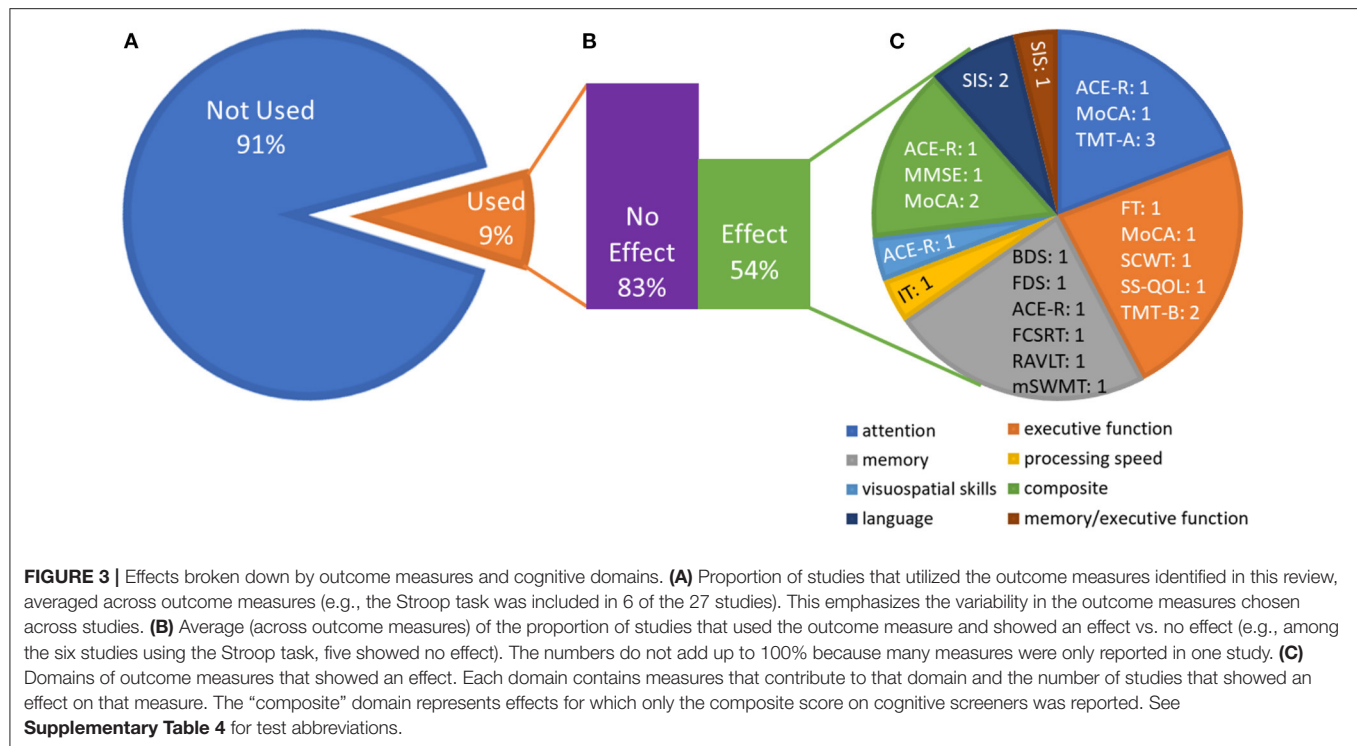 A
B
C
Not Used
91%
Used
9%
No
Effect
83%
Effect
54%
SIS: 2
SIS: 1
ACE-R: 1
MoCA: 1
TMT-A: 3
ACE-R: 1
MMSE: 1
MoCA: 2
ACE-R: 1
IT: 1
BDS: 1
FDS: 1
ACE-R: 1
FCSRT: 1
RAVLT: 1
mSWMT: 1
FT: 1
MoCA: 1
SCWT: 1
SS-QOL: 1
TMT-B: 2
attention
executive function
memory
processing speed
visuospatial skills
composite
language
memory/executive function
FIGURE 3 | Effects broken down by outcome measures and cognitive domains. (A) Proportion of studies that utilized the outcome measures identified in this review,
averaged across outcome measures (e.g., the Stroop task was included in 6 of the 27 studies). This emphasizes the variability in the outcome measures chosen
across studies. (B) Average (across outcome measures) of the proportion of studies that used the outcome measure and showed an effect vs. no effect (e.g., among
the six studies using the Stroop task, five showed no effect). The numbers do not add up to 100% because many measures were only reported in one study. (C)
Domains of outcome measures that showed an effect. Each domain contains measures that contribute to that domain and the number of studies that showed an
effect on that measure. The “composite” domain represents effects for which only the composite score on cognitive screeners was reported. See
Supplementary Table 4 for test abbreviations.